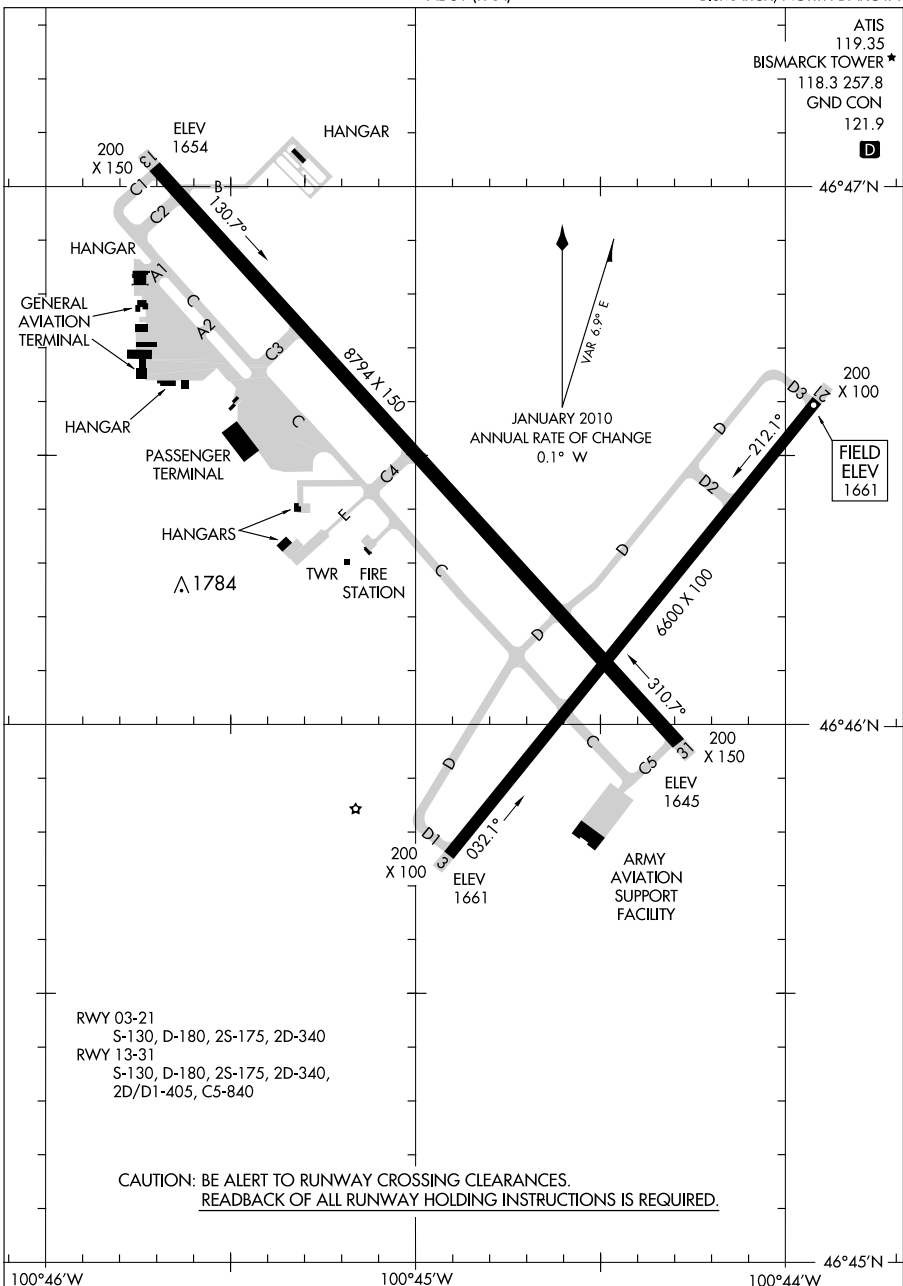 ATIS
119.35
BISMARCK TOWER ★
118.3 257.8
GND CON
121.9
D
ELEV
1654
HANGAR
200
X 150
13
46°47'N
C1
C2
B
130.7°
HANGAR
A1
GENERAL
AVIATION
TERMINAL
C
A2
VAR 6.9° E
C3
8794 X 150
HANGAR
C
PASSENGER
TERMINAL
JANUARY 2010
ANNUAL RATE OF CHANGE
0.1° W
200
X 100
D3
21
D
212.1°
FIELD
ELEV
1661
C4
D2
HANGARS
E
TWR
FIRE
STATION
1784
C
D
6600 X 100
D
310.7°
46°46'N
200
X 150
31
C
C5
ELEV
1645
D
D1
032.1°
200
X 100
3
ELEV
1661
ARMY
AVIATION
SUPPORT
FACILITY
RWY 03-21
S-130, D-180, 2S-175, 2D-340
RWY 13-31
S-130, D-180, 2S-175, 2D-340,
2D/D1-405, C5-840
CAUTION: BE ALERT TO RUNWAY CROSSING CLEARANCES.
READBACK OF ALL RUNWAY HOLDING INSTRUCTIONS IS REQUIRED.
46°45'N
100°46'W
100°45'W
100°44'W